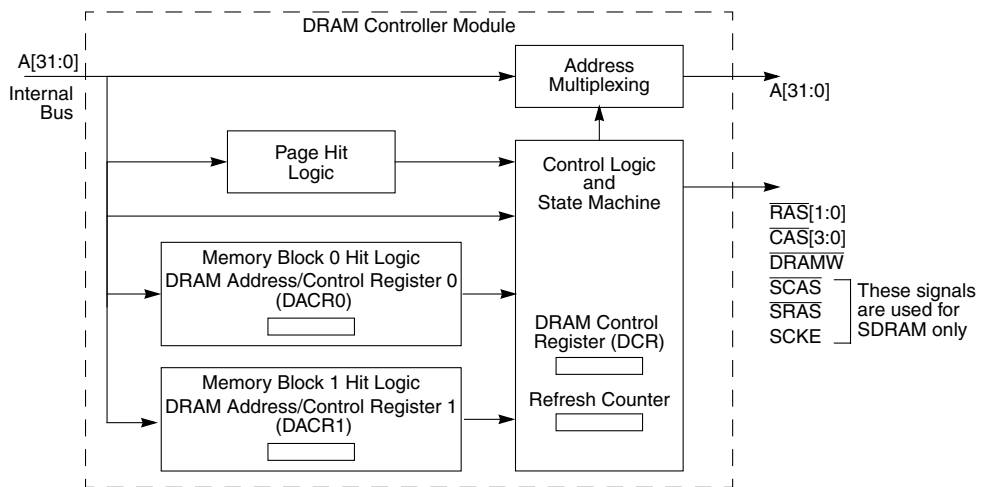 DRAM Controller Module
A[31:0]
Internal
Bus
Address
Multiplexing
A[31:0]
Page Hit
Logic
Control Logic
and
State Machine
RAS[1:0]
CAS[3:0]
DRAMW
SCAS
SRAS
SCKE
These signals
are used for
SDRAM only
Memory Block 0 Hit Logic
DRAM Address/Control Register 0
(DACR0)
DRAM Control
Register (DCR)
Refresh Counter
Memory Block 1 Hit Logic
DRAM Address/Control Register 1
(DACR1)